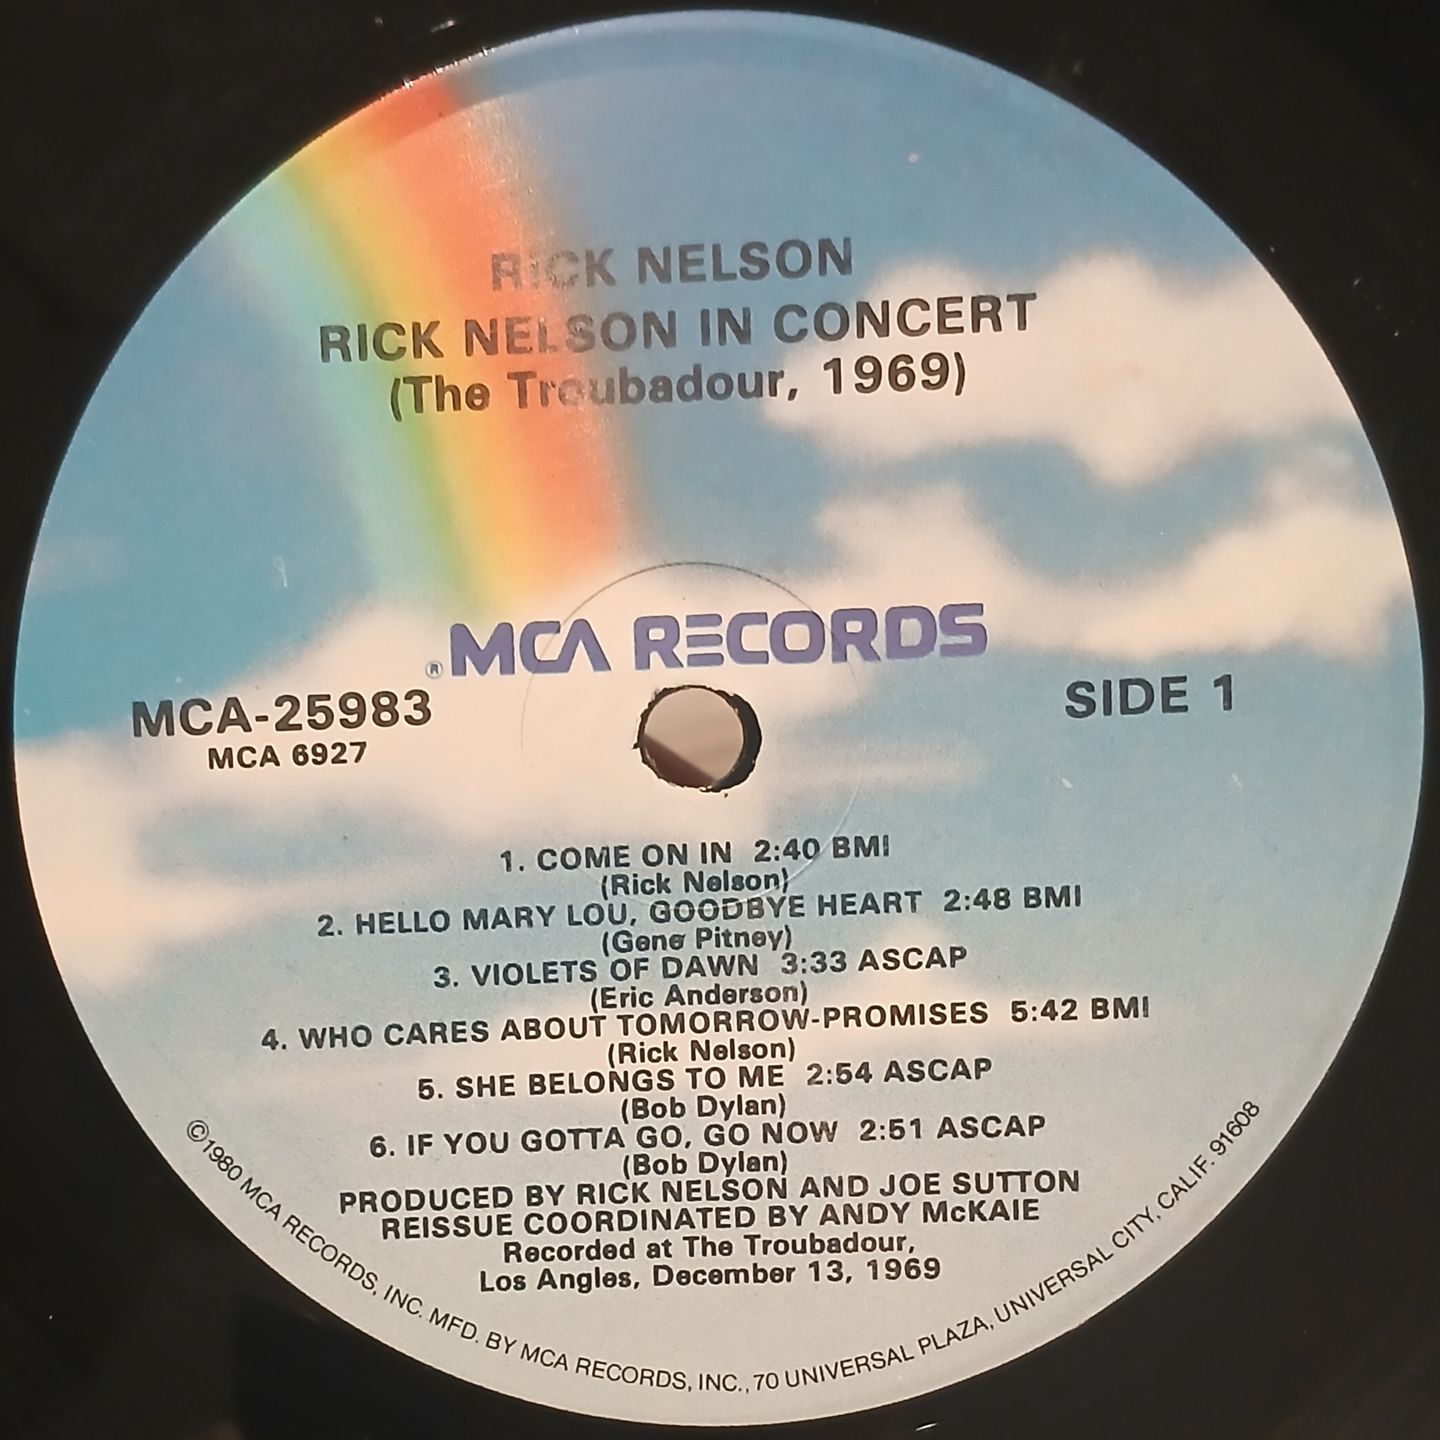 RICK NELSON
RICK NELSON IN CONCERT
(The Troubadour, 1969)
® MCA RECORDS
MCA-25983
MCA 6927
SIDE 1
1. COME ON IN 2:40 BMI
(Rick Nelson)
2. HELLO MARY LOU, GOODBYE HEART 2:48 BMI
(Gene Pitney)
3. VIOLETS OF DAWN 3:33 ASCAP
(Eric Anderson)
4. WHO CARES ABOUT TOMORROW-PROMISES 5:42 BMI
(Rick Nelson)
5. SHE BELONGS TO ME 2:54 ASCAP
(Bob Dylan)
6. IF YOU GOTTA GO, GO NOW 2:51 ASCAP
(Bob Dylan)
PRODUCED BY RICK NELSON AND JOE SUTTON
REISSUE COORDINATED BY ANDY McKAIE
Recorded at The Troubadour,
Los Angles, December 13, 1969
©1980 MCA RECORDS, INC. MFD. BY MCA RECORDS, INC., 70 UNIVERSAL PLAZA, UNIVERSAL CITY, CALIF. 91608